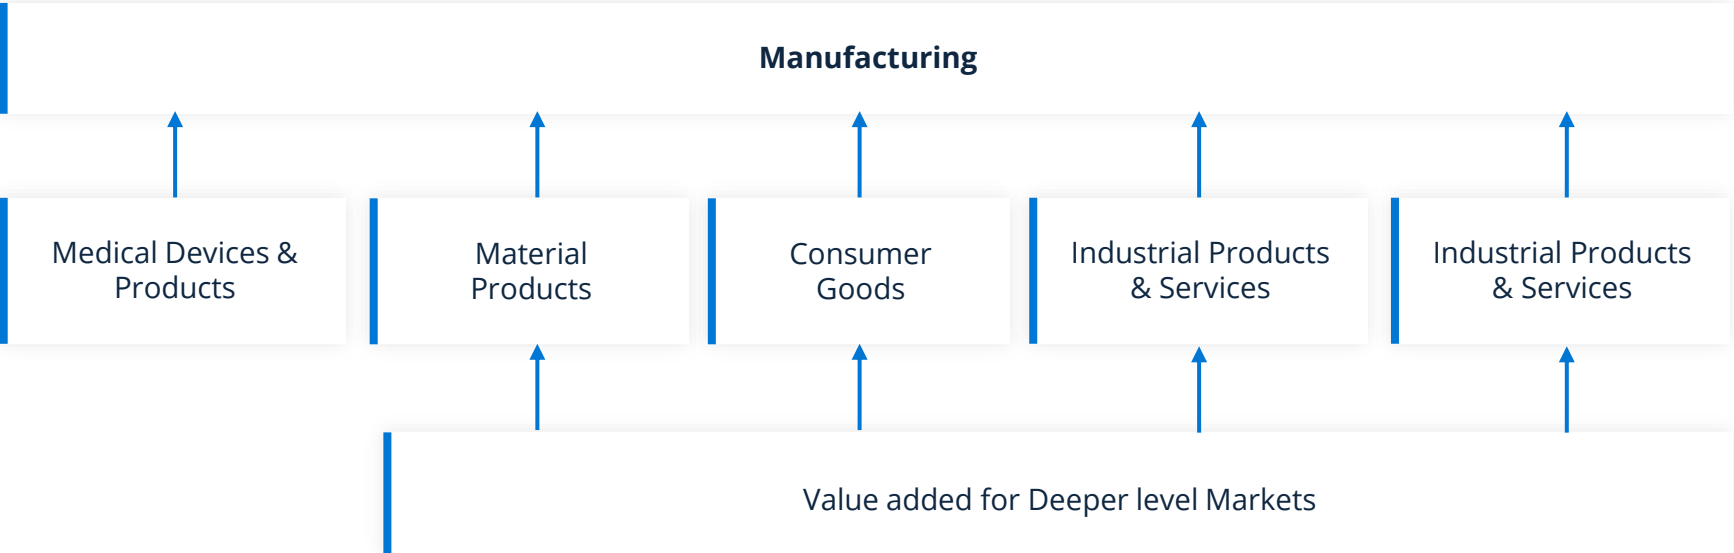 Manufacturing
Medical Devices &
Products
Material
Products
Consumer
Goods
Industrial Products
& Services
Industrial Products
& Services
Value added for Deeper level Markets